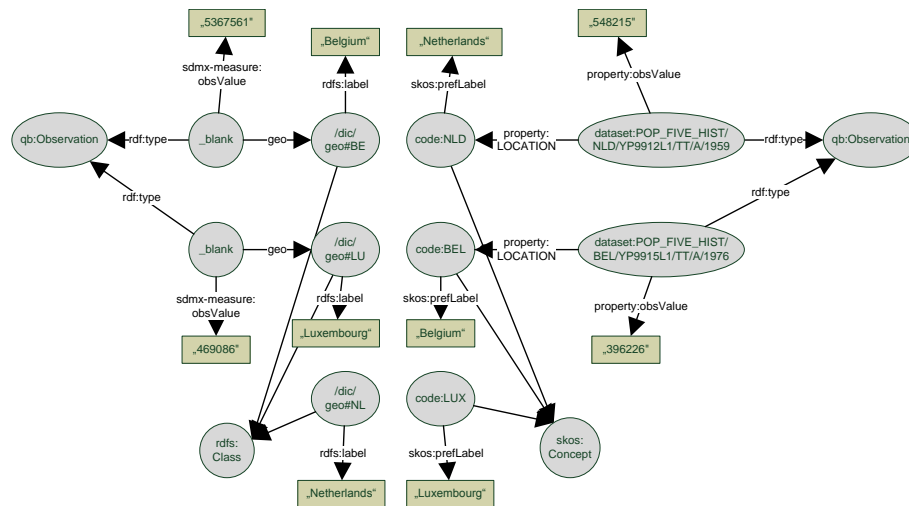 „5367561“
„548215“
„Belgium“
„Netherlands“
sdmx-measure:
obsValue
rdfs:label
skos:prefLabel
property:obsValue
qb:Observation
rdf:type
_blank
geo
/dic/
geo#BE
code:NLD
property:
LOCATION
dataset:POP_FIVE_HIST/
NLD/YP9912L1/TT/A/1959
rdf:type
qb:Observation
rdf:type
rdf:type
_blank
geo
/dic/
geo#LU
code:BEL
property:
LOCATION
dataset:POP_FIVE_HIST/
BEL/YP9915L1/TT/A/1976
sdmx-measure:
obsValue
rdfs:label
skos:prefLabel
property:obsValue
„469086“
„Luxembourg“
„Belgium“
„396226“
/dic/
geo#NL
code:LUX
rdfs:
Class
rdfs:label
skos:prefLabel
skos:
Concept
„Netherlands“
„Luxembourg“